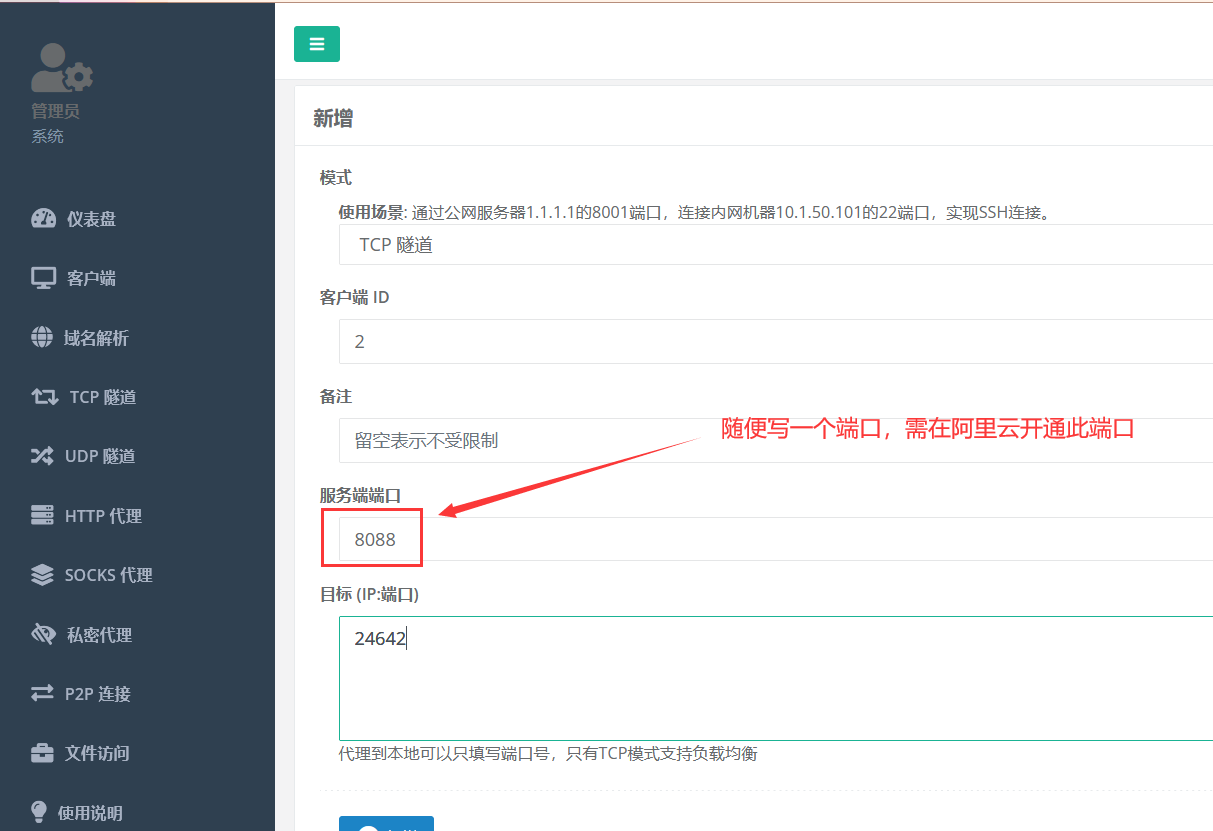 管理员
系统
仪表盘
客户端
域名解析
TCP 隧道
UDP 隧道
HTTP 代理
SOCKS 代理
私密代理
P2P 连接
文件访问
使用说明
新增
模式
使用场景: 通过公网服务器1.1.1.1的8001端口，连接内网机器10.1.50.101的22端口，实现SSH连接。
TCP 隧道
客户端 ID
2
备注
留空表示不受限制
随便写一个端口，需在阿里云开通此端口
服务端端口
8088
目标 (IP:端口)
24642
代理到本地可以只填写端口号，只有TCP模式支持负载均衡